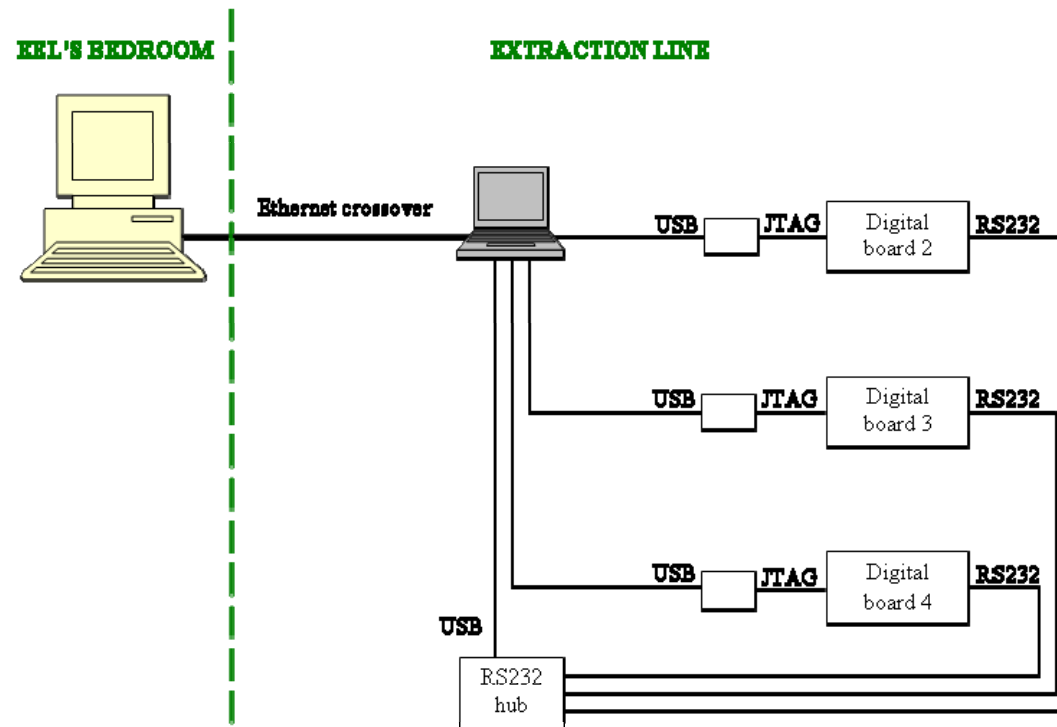 EEL'S BEDROOM
EXTRACTION LINE
Ethernet crossover
USB
JTAG
Digital
board 2
RS232
USB
JTAG
Digital
board 3
RS232
USB
JTAG
Digital
board 4
RS232
USB
RS232
hub